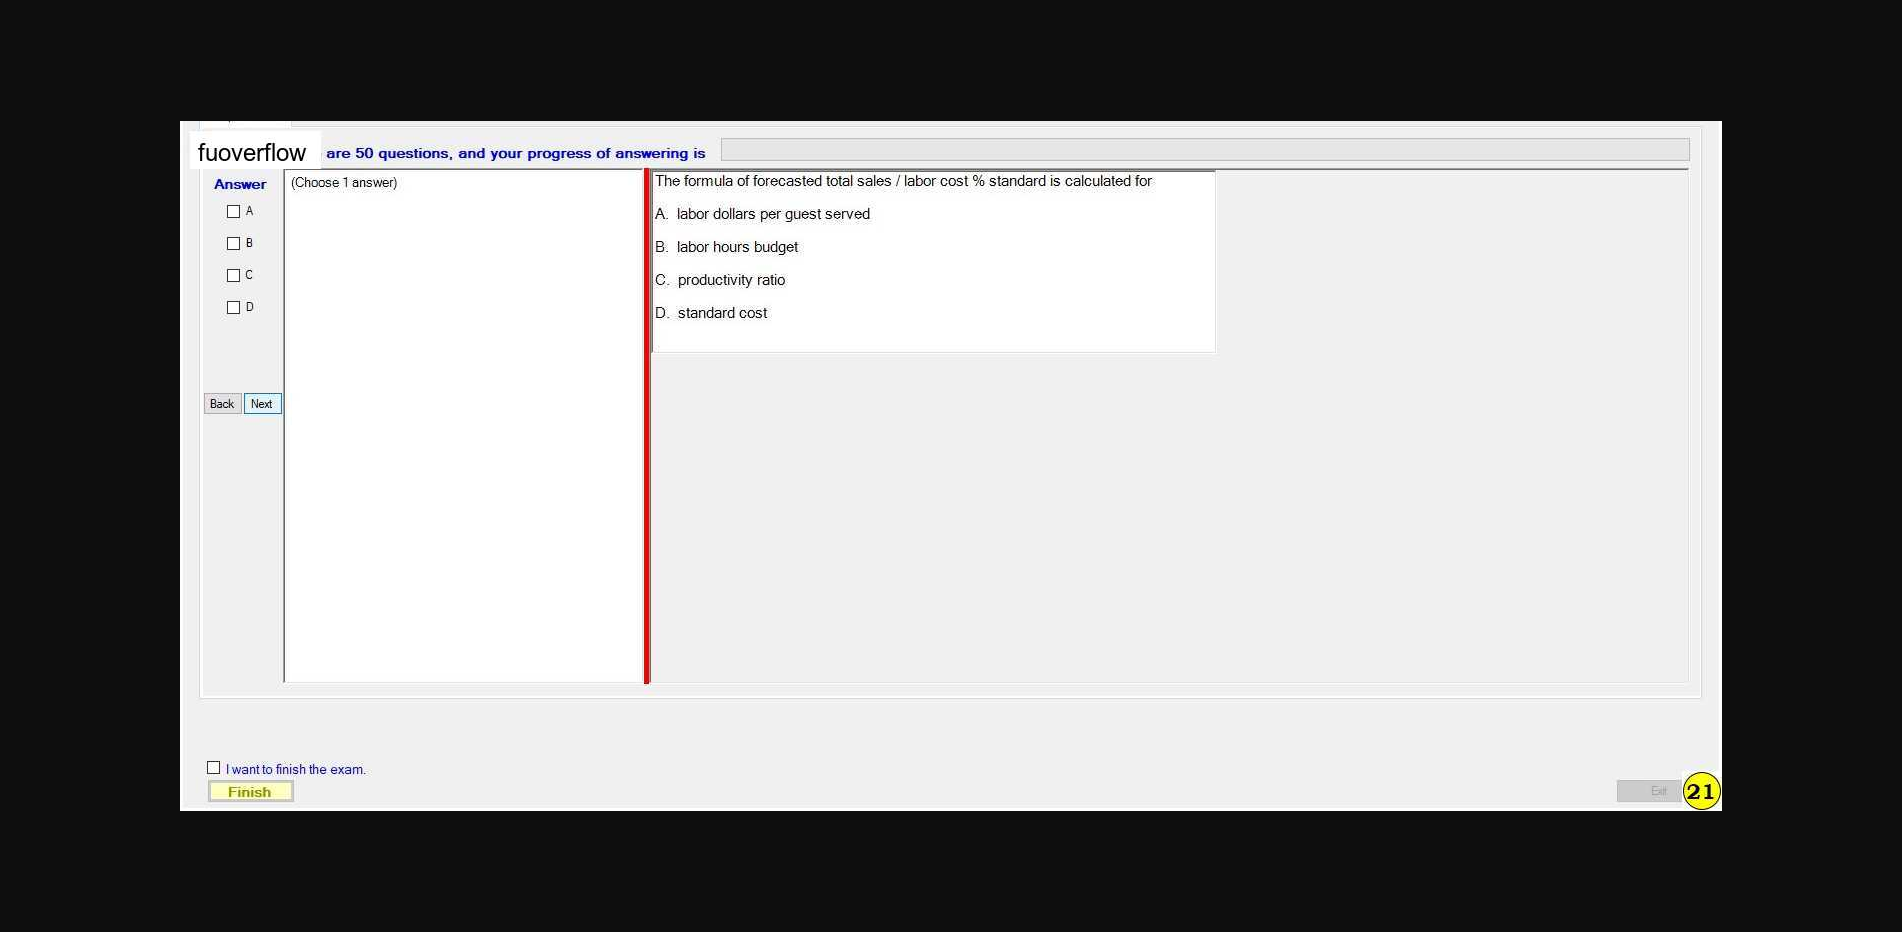 fuoverflow are 50 questions, and your progress of answering is
Answer
A
B
C
D
Back Next
(Choose 1 answer)
The formula of forecasted total sales / labor cost % standard is calculated for
A. labor dollars per guest served
B. labor hours budget
C. productivity ratio
D. standard cost
I want to finish the exam.
Finish
Exit
21